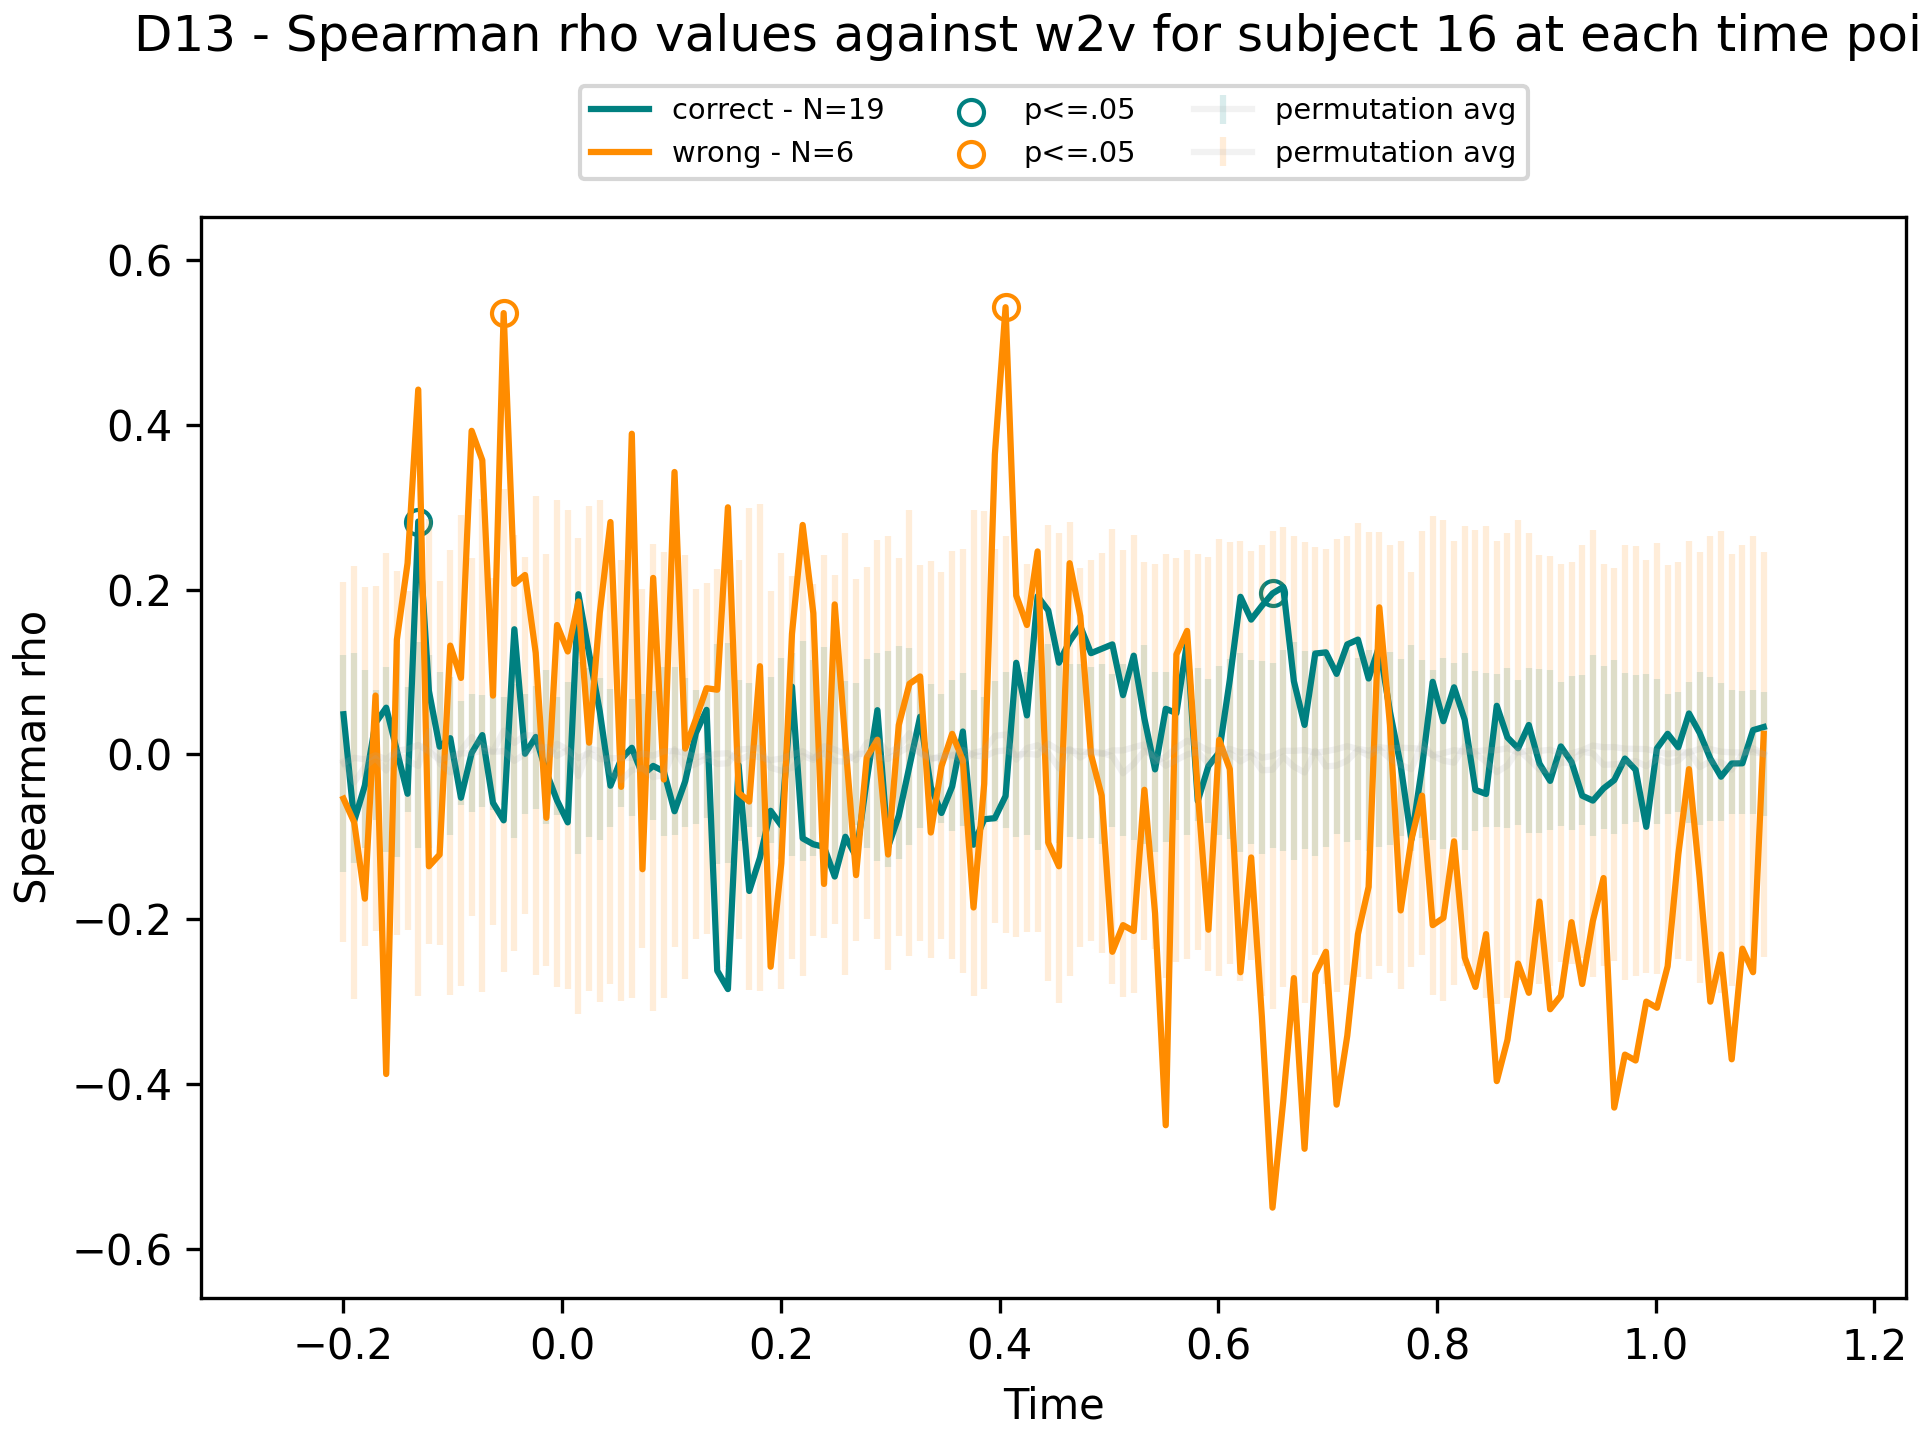 D13 - Spearman rho values against w2v for subject 16 at each time poi
correct - N=19
wrong - N=6
p<=.05
p<=.05
permutation avg
permutation avg
Spearman rho
0.6
0.4
0.2
0.0
−0.2
−0.4
−0.6
−0.2 0.0 0.2 0.4 0.6 0.8 1.0 1.2
Time